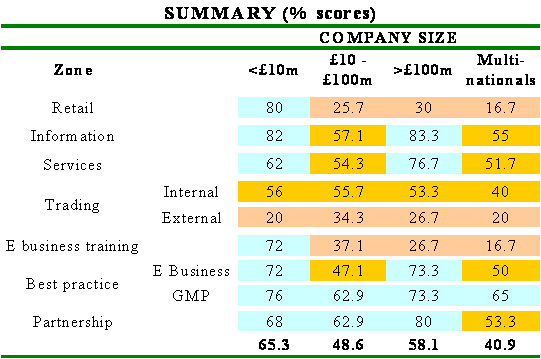 SUMMARY (% scores)
COMPANY SIZE
Zone <£10m £10 - £100m >£100m Multi-nationals
Retail 80 25.7 30 16.7
Information 82 57.1 83.3 55
Services 62 54.3 76.7 51.7
Trading Internal 56 55.7 53.3 40
External 20 34.3 26.7 20
E business training 72 37.1 26.7 16.7
Best practice E Business 72 47.1 73.3 50
GMP 76 62.9 73.3 65
Partnership 68 62.9 80 53.3
65.3 48.6 58.1 40.9